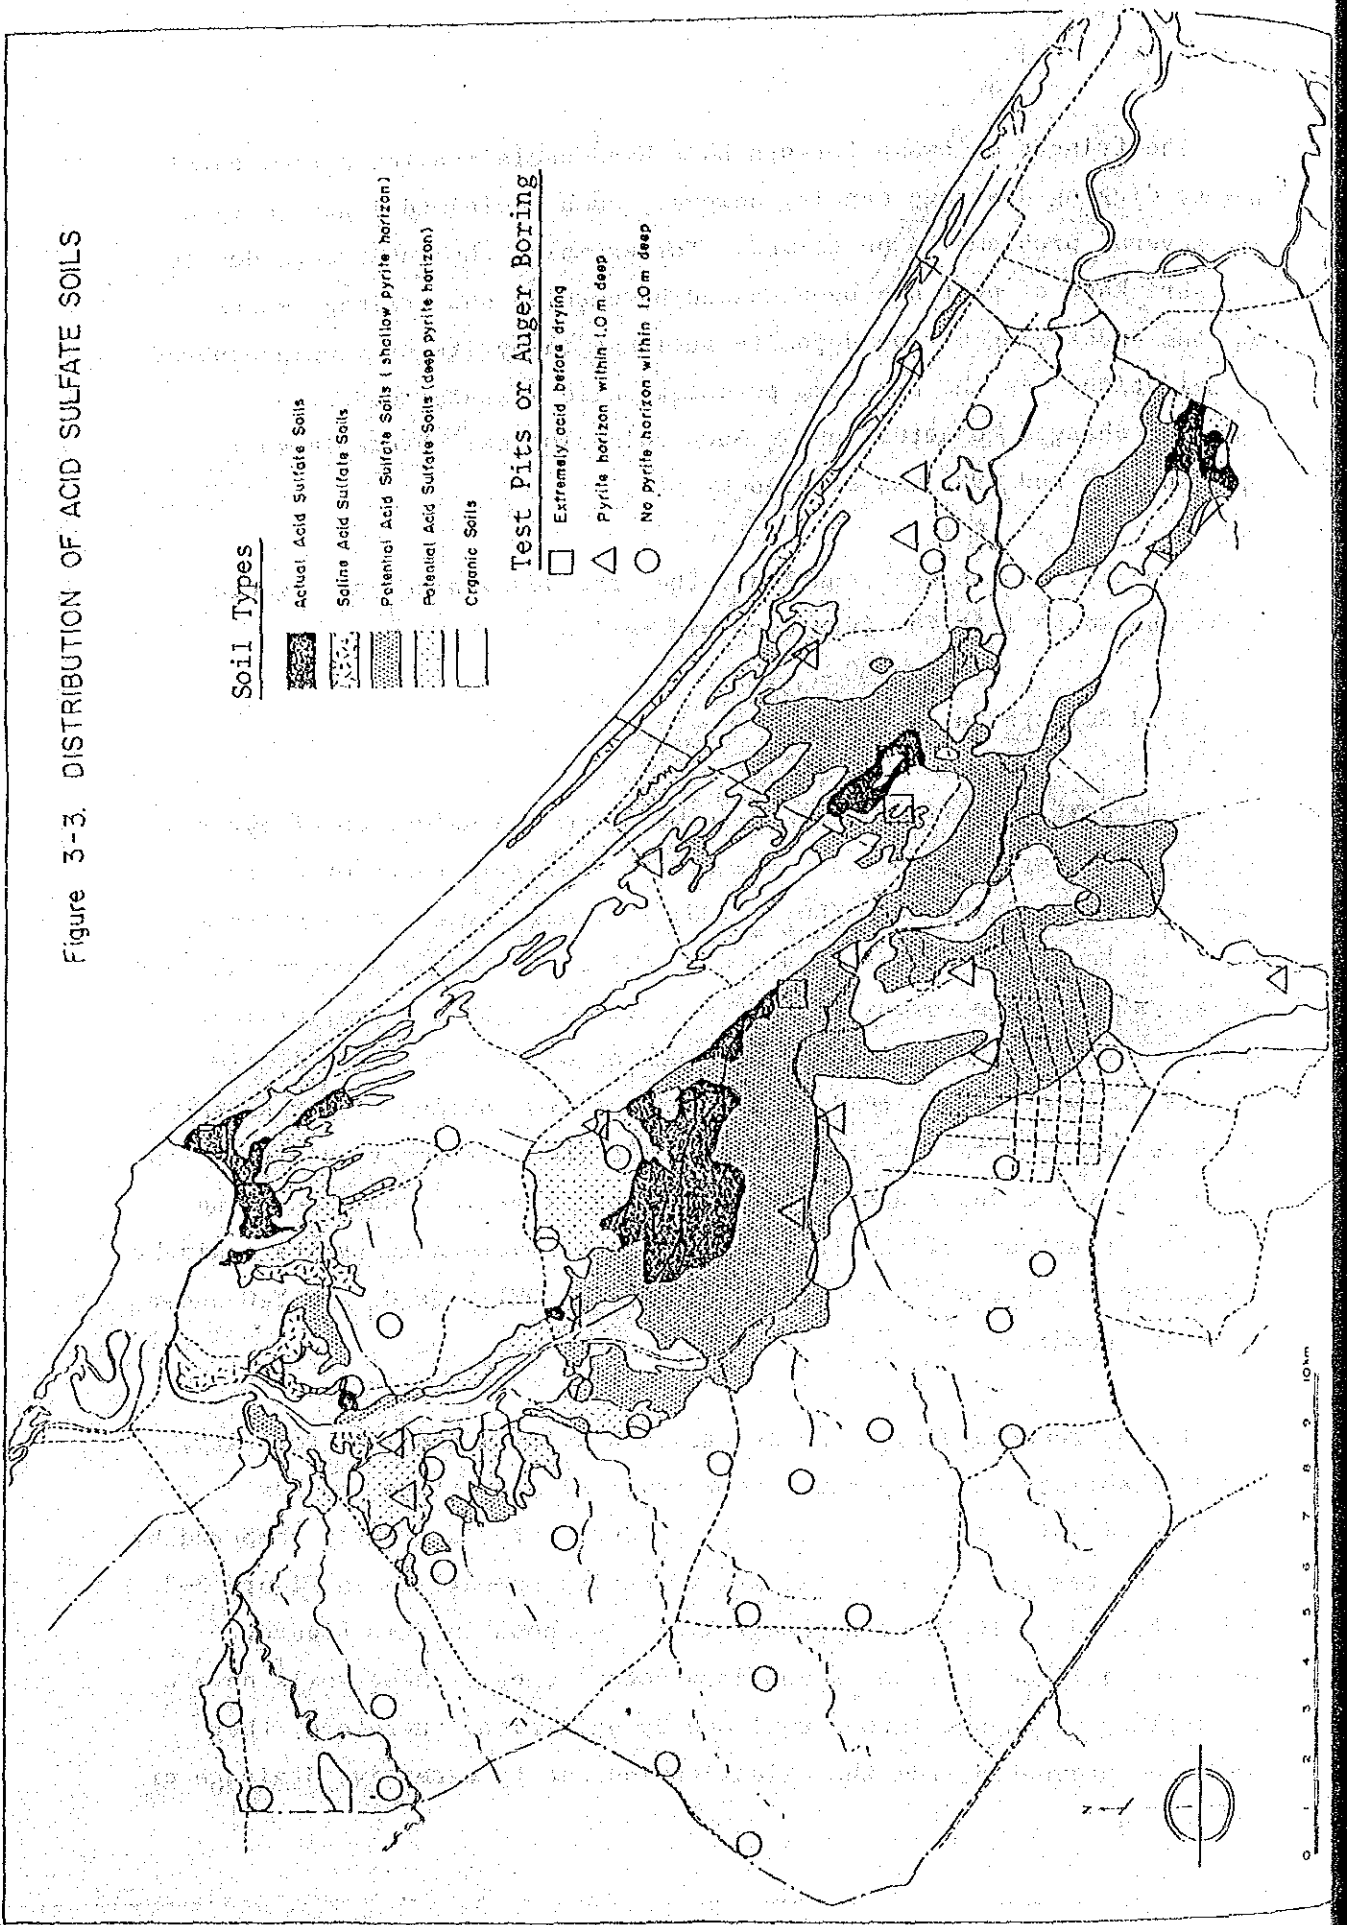 Figure 3-3. DISTRIBUTION OF ACID SULFATE SOILS
Soil Types
Actual Acid Sulfate Soils
Saline Acid Sulfate Soils
Potential Acid Sulfate Soils (shallow pyrite horizon)
Potential Acid Sulfate Soils (deep pyrite horizon)
Organic Soils
Test Pits or Auger Boring
Extremely acid before drying
Pyrite horizon within 1.0m deep
No pyrite horizon within 1.0m deep
0 1 2 3 4 5 6 7 8 9 10km